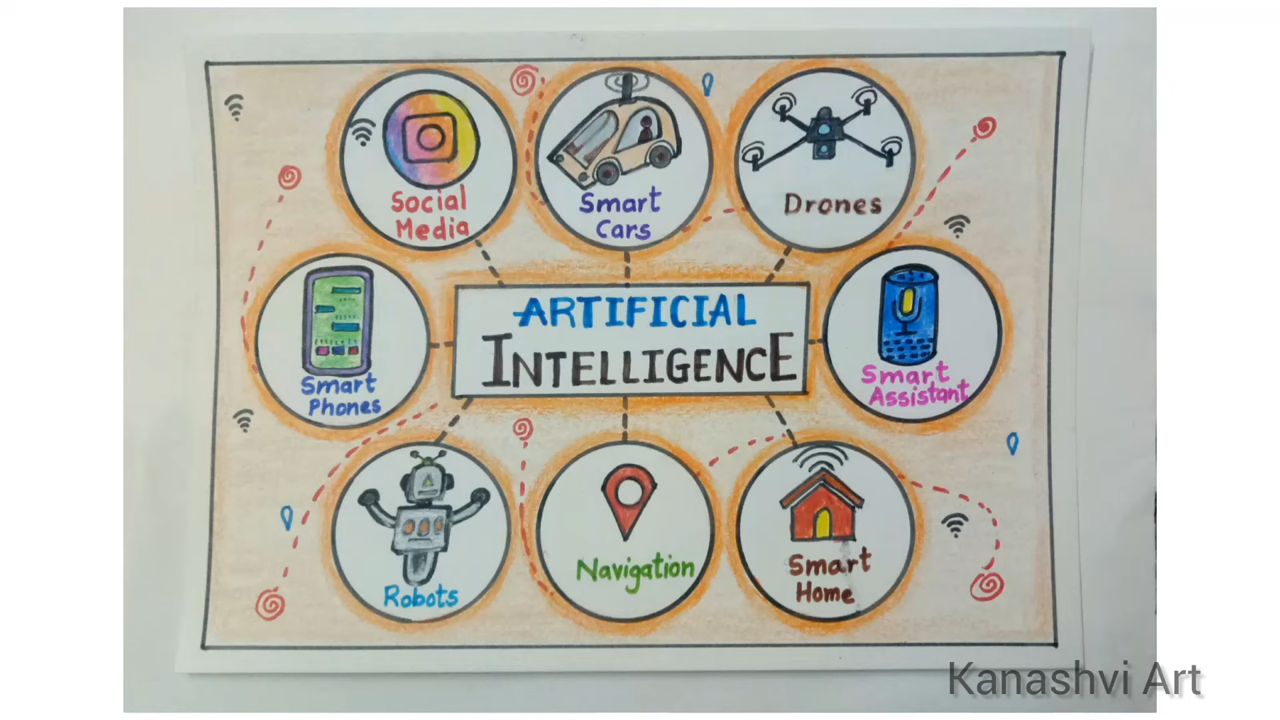 Social
Media
Smart
Cars
Drones
ARTIFICIAL
INTELLIGENCE
Smart
Phones
Smart
Assistant
Robots
Navigation
Smart
Home
Kanashvi Art